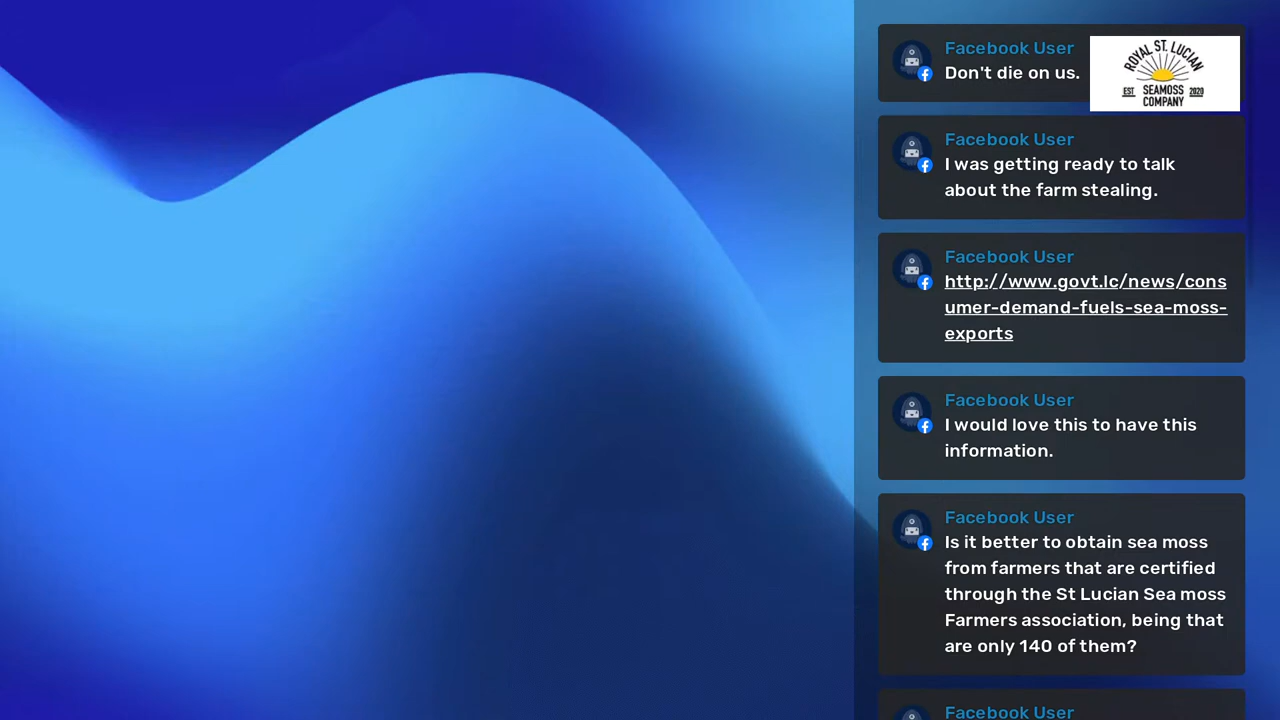 Facebook User
Don't die on us.
ROYAL ST. LUCIAN
EST SEAMOSS 2020
COMPANY
Facebook User
I was getting ready to talk
about the farm stealing.
Facebook User
http://www.govt.lc/news/cons
umer-demand-fuels-sea-moss-
exports
Facebook User
I would love this to have this
information.
Facebook User
Is it better to obtain sea moss
from farmers that are certified
through the St Lucian Sea moss
Farmers association, being that
are only 140 of them?
Facebook User